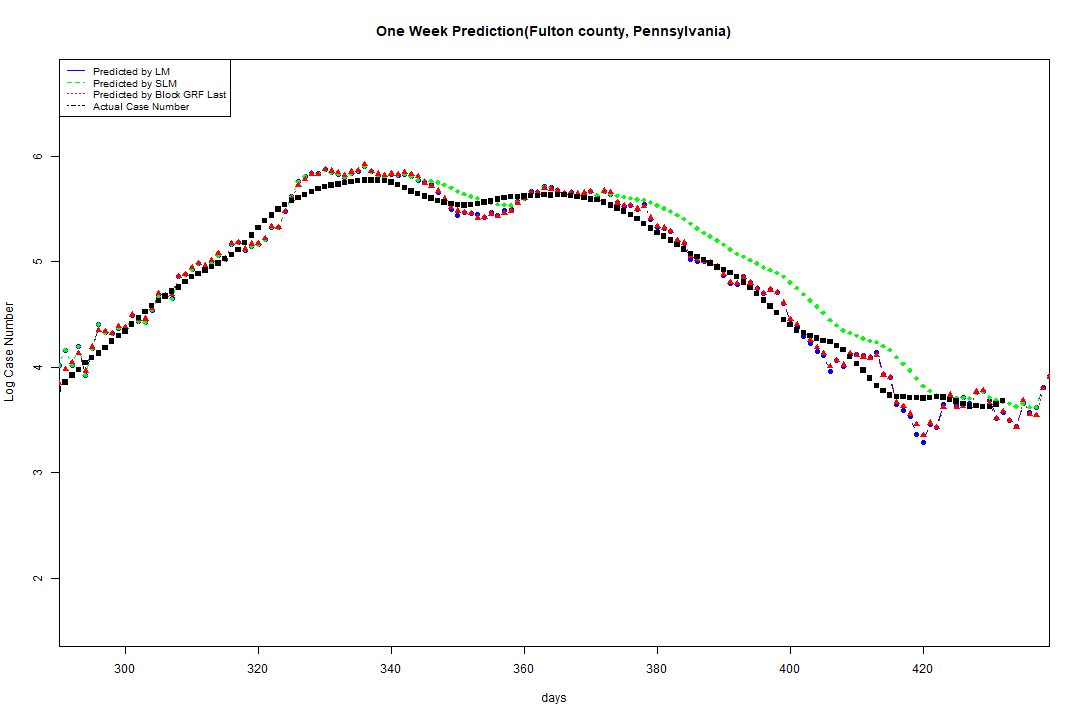 One Week Prediction(Fulton county, Pennsylvania)
Predicted by LM
Predicted by SLM
Predicted by Block GRF Last
Actual Case Number
6
5
4
3
2
Log Case Number
300 320 340 360 380 400 420
days